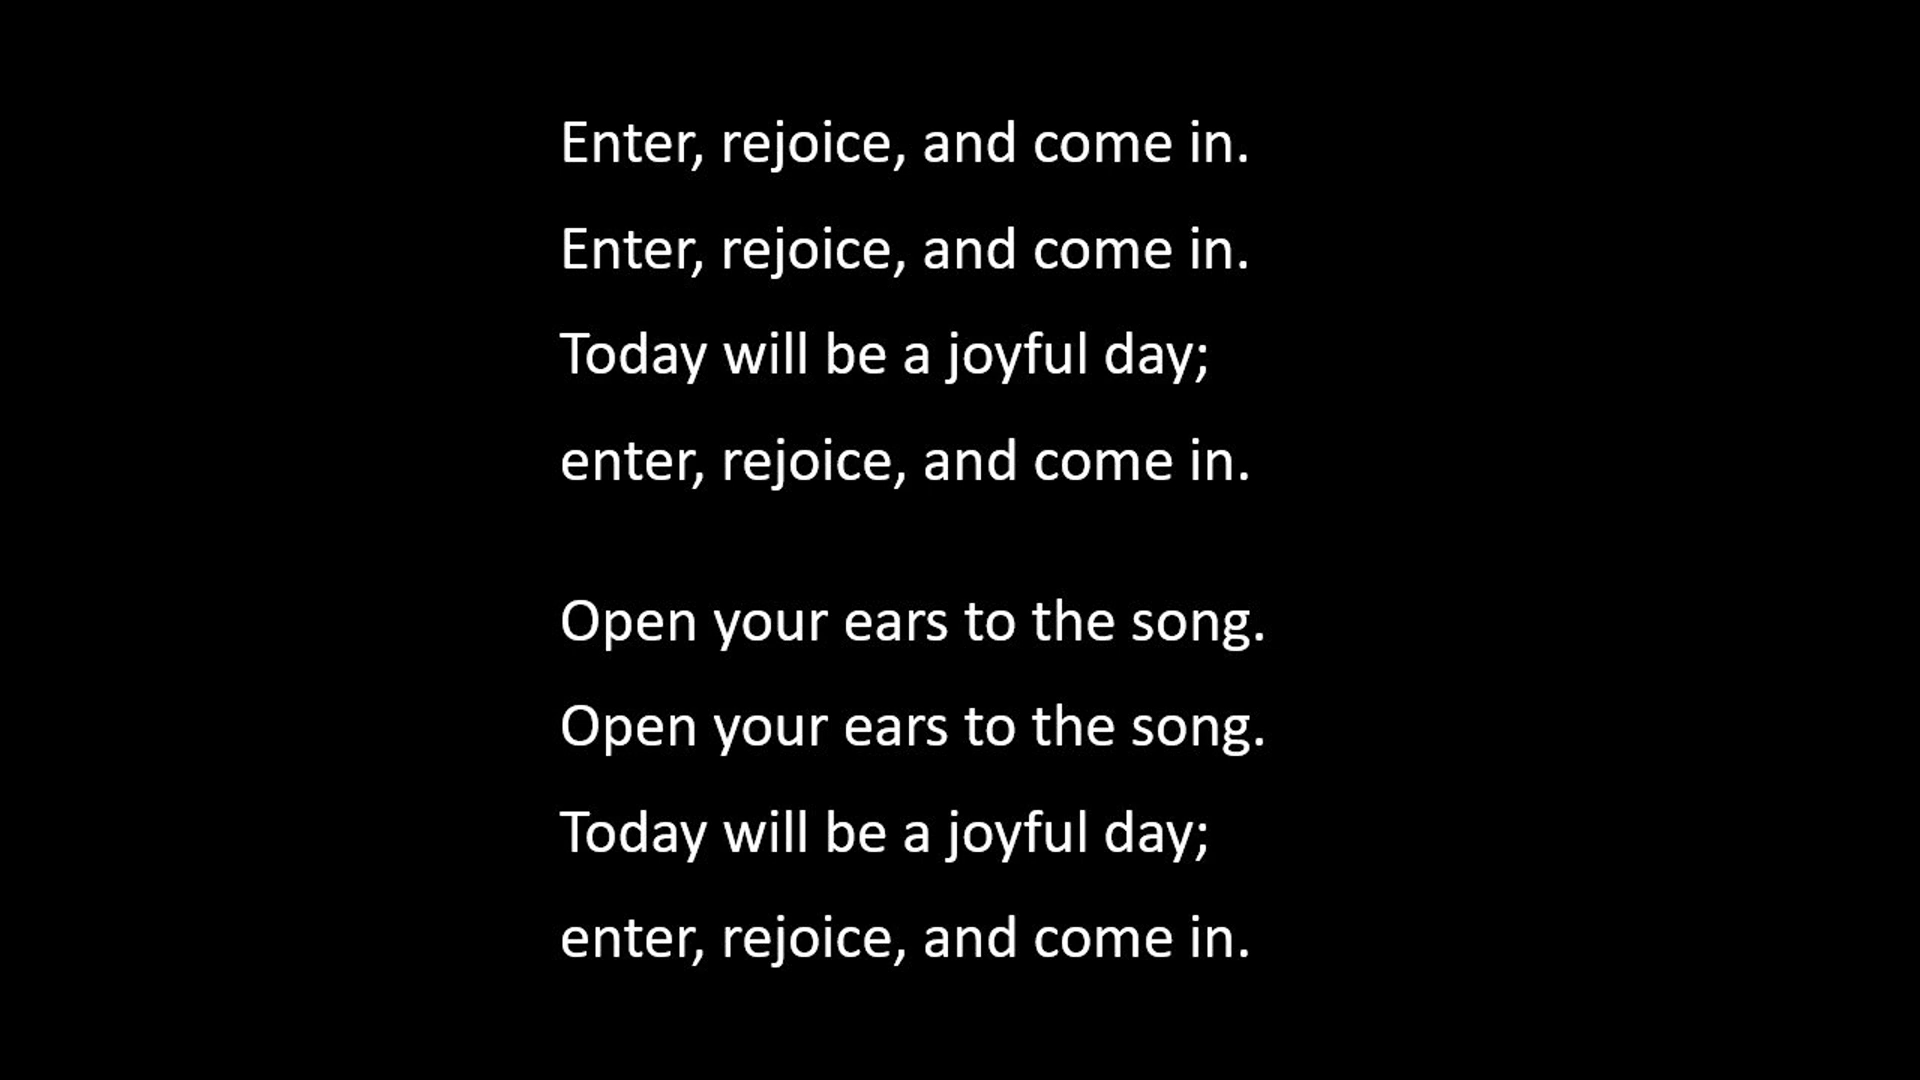 Enter, rejoice, and come in.
Enter, rejoice, and come in.
Today will be a joyful day;
enter, rejoice, and come in.
Open your ears to the song.
Open your ears to the song.
Today will be a joyful day;
enter, rejoice, and come in.